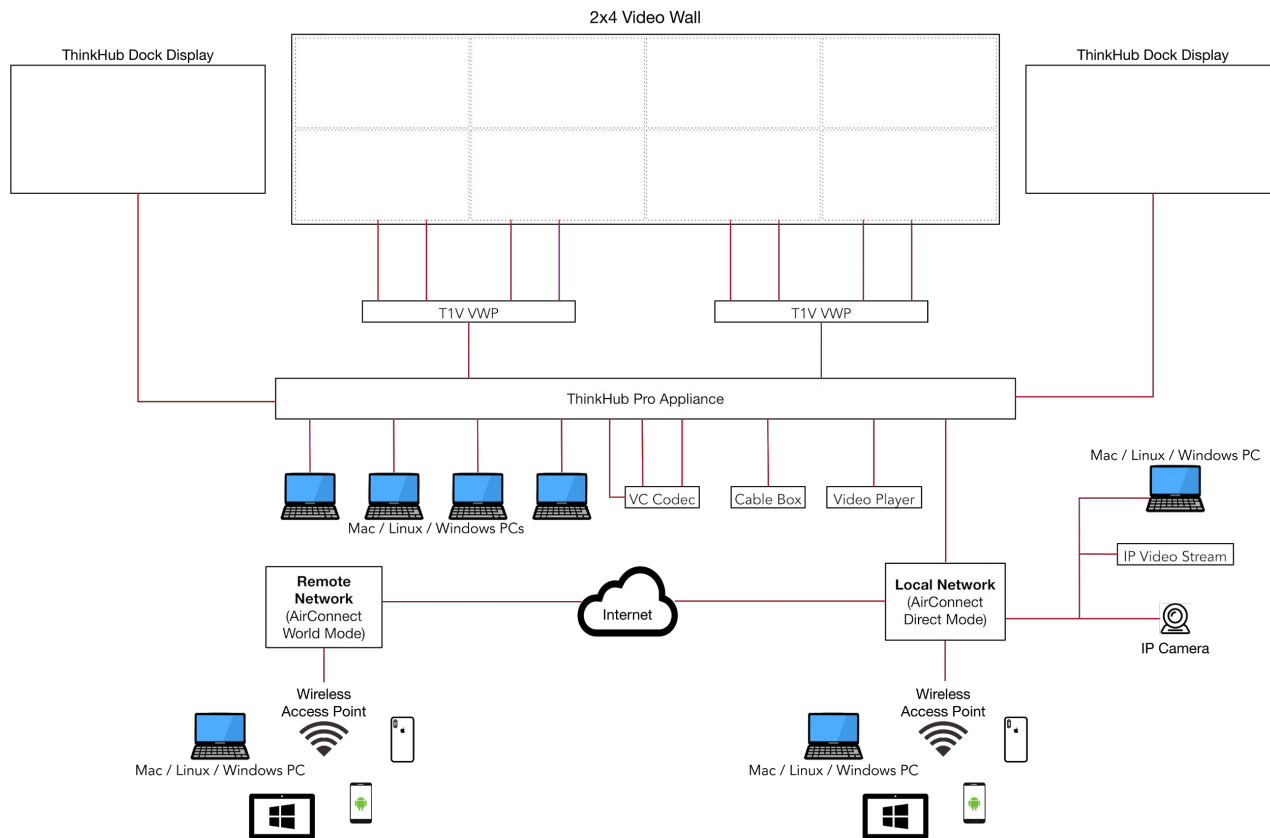 2x4 Video Wall
ThinkHub Dock Display
ThinkHub Dock Display
T1V VWP
T1V VWP
ThinkHub Pro Appliance
Mac / Linux / Windows PCs
VC Codec
Cable Box
Video Player
Mac / Linux / Windows PC
IP Video Stream
IP Camera
Remote
Network
(AirConnect
World Mode)
Internet
Local Network
(AirConnect
Direct Mode)
Wireless
Access Point
Mac / Linux / Windows PC
Wireless
Access Point
Mac / Linux / Windows PC